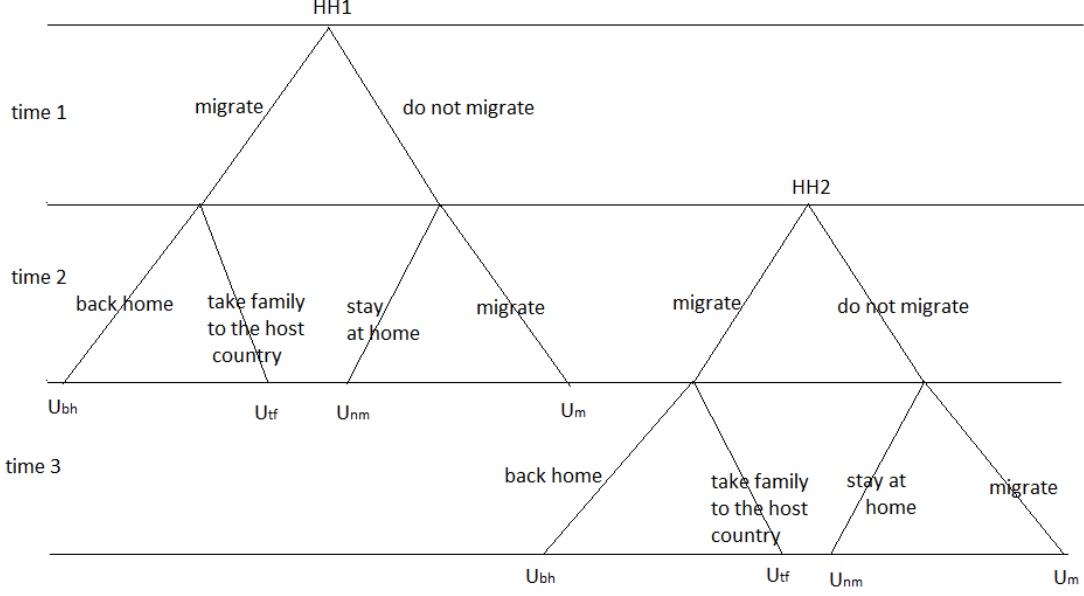 HH1
time 1
migrate
do not migrate
HH2
time 2
back home
take family
to the host
country
stay
at home
migrate
migrate
do not migrate
Ubh
Utf
Unm
Um
time 3
back home
take family
to the host
country
stay at
home
migrate
Ubh
Utf
Unm
Um